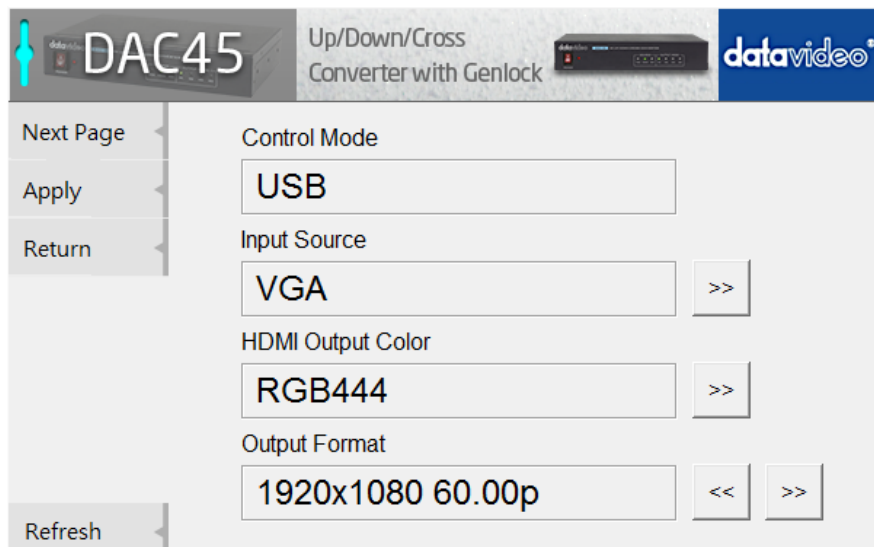 DAC45
Up/Down/Cross
Converter with Genlock
datavideo®
Next Page
Apply
Return
Refresh
Control Mode
USB
Input Source
VGA
>>
HDMI Output Color
RGB444
>>
Output Format
1920x1080 60.00p
<< >>